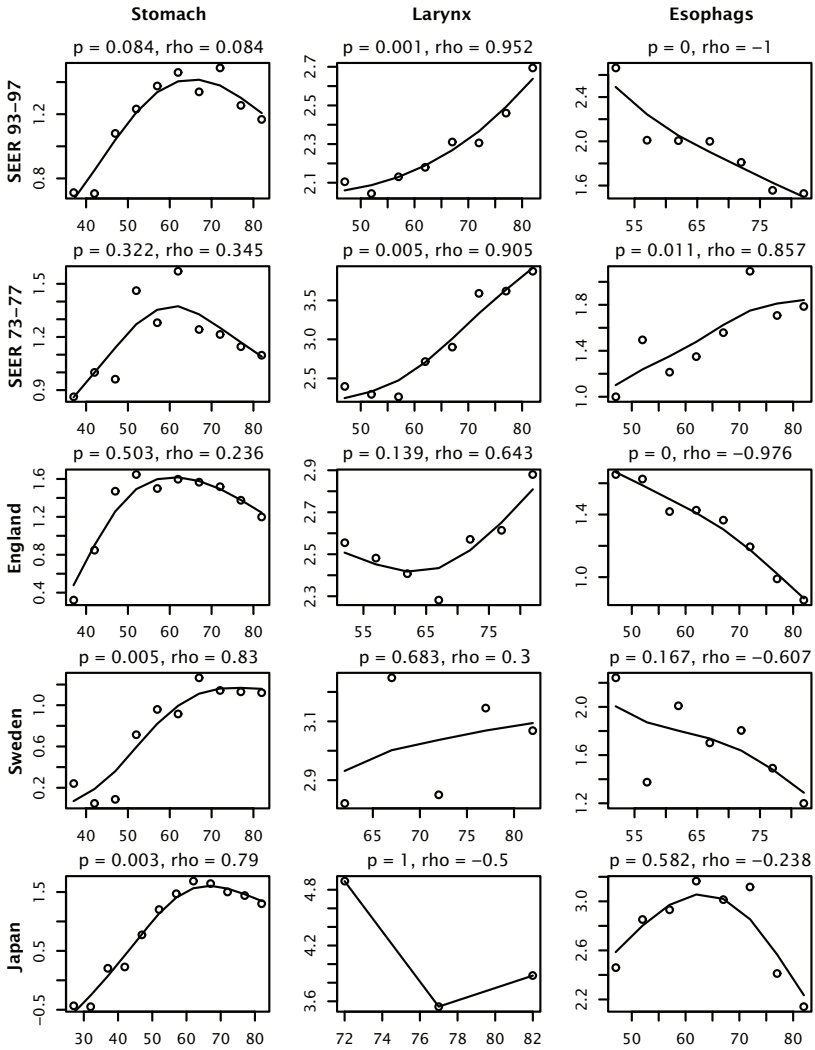 Stomach Larynx Esophags
p = 0.084, rho = 0.084 p = 0.001, rho = 0.952 p = 0, rho = −1
SEER 93−97
0.8 1.2
40 50 60 70 80
2.1 2.3 2.5 2.7
50 60 70 80
1.6 2.0 2.4
55 65 75
p = 0.322, rho = 0.345 p = 0.005, rho = 0.905 p = 0.011, rho = 0.857
SEER 73−77
0.9 1.2 1.5
40 50 60 70 80
2.5 3.0 3.5
50 60 70 80
1.0 1.4 1.8
50 60 70 80
p = 0.503, rho = 0.236 p = 0.139, rho = 0.643 p = 0, rho = −0.976
England
0.4 0.8 1.2 1.6
40 50 60 70 80
2.3 2.5 2.7 2.9
55 65 75
1.0 1.4
50 60 70 80
p = 0.005, rho = 0.83 p = 0.683, rho = 0.3 p = 0.167, rho = −0.607
Sweden
0.2 0.6 1.0
40 50 60 70 80
2.9 3.1
65 70 75 80
1.2 1.6 2.0
55 65 75
p = 0.003, rho = 0.79 p = 1, rho = −0.5 p = 0.582, rho = −0.238
Japan
−0.5 0.5 1.5
30 40 50 60 70 80
3.6 4.2 4.8
72 74 76 78 80 82
2.2 2.6 3.0
50 60 70 80